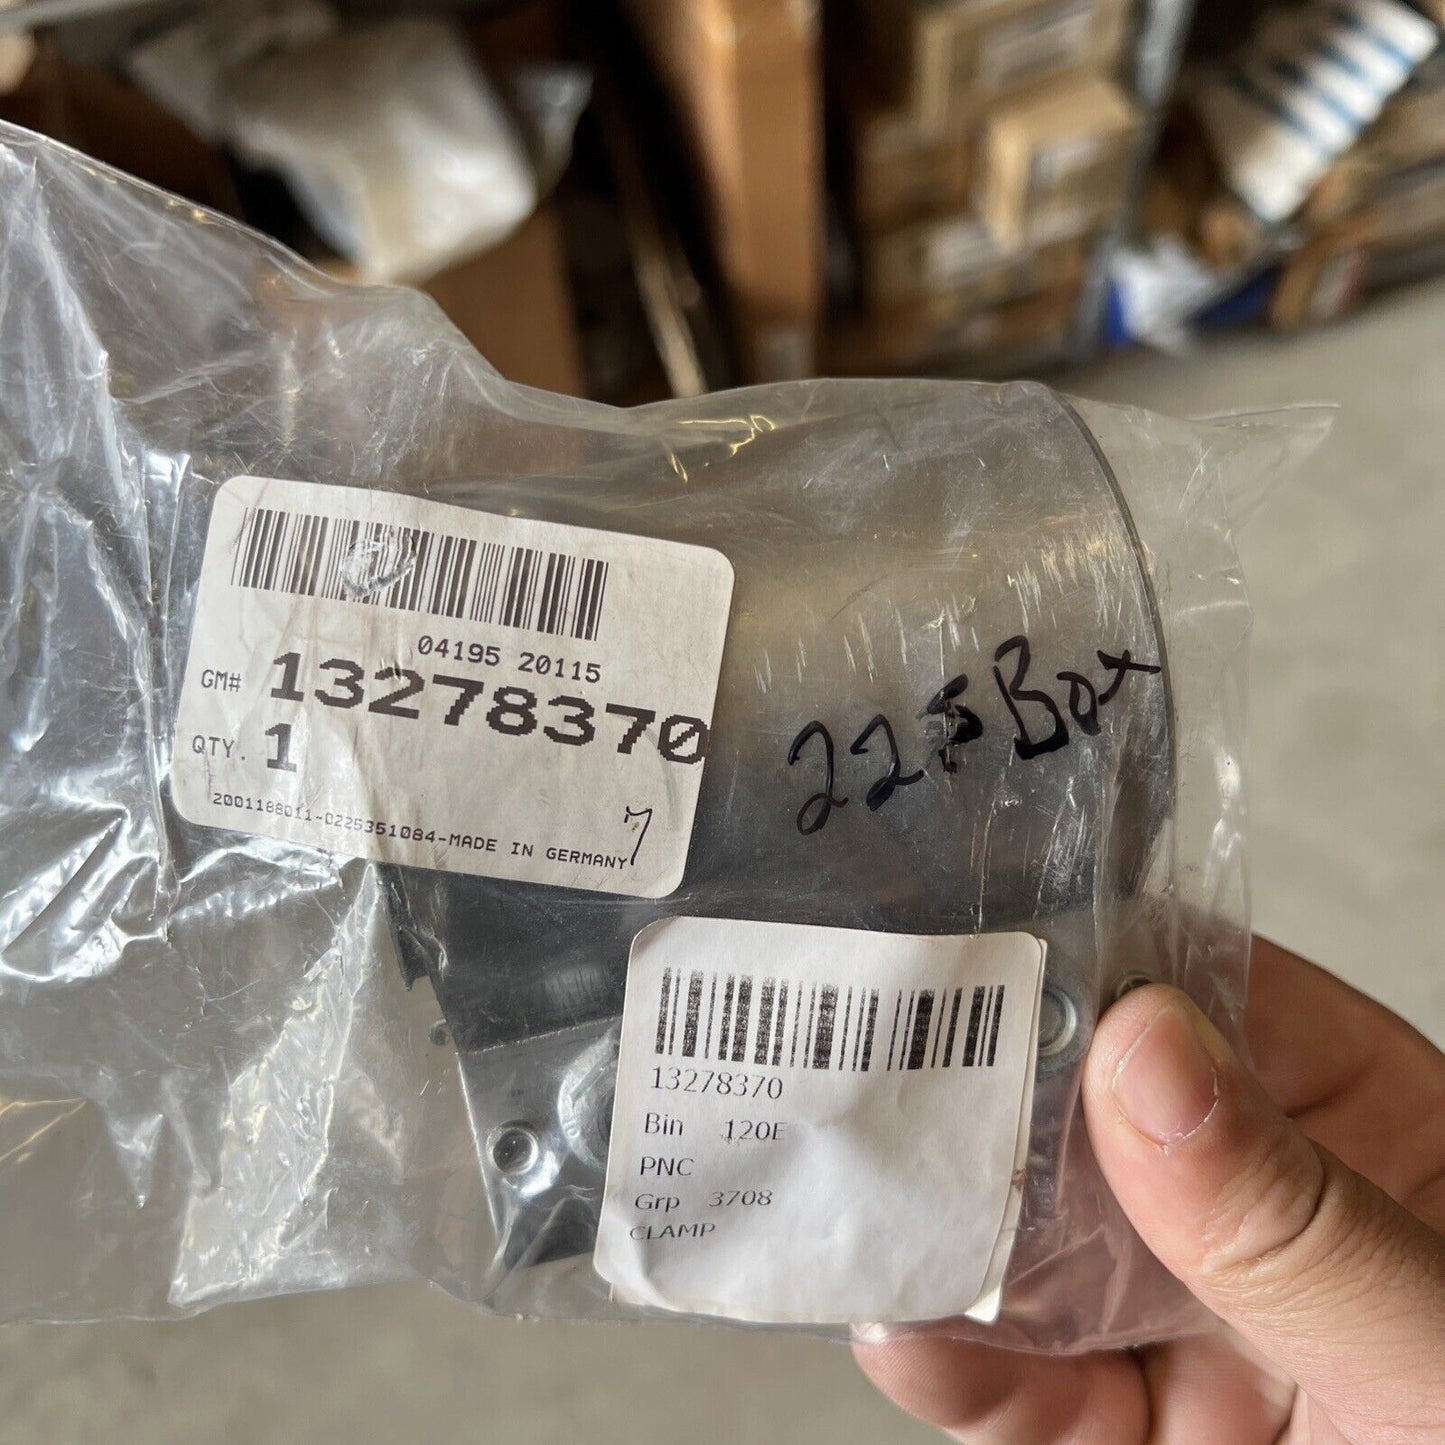 04195 20115
GM# 13278370
QTY. 1
2001188011-0225351084-MADE IN GERMANY
7
Box
13278370
Bin 120E
PNC
Grp 3708
CLAMP